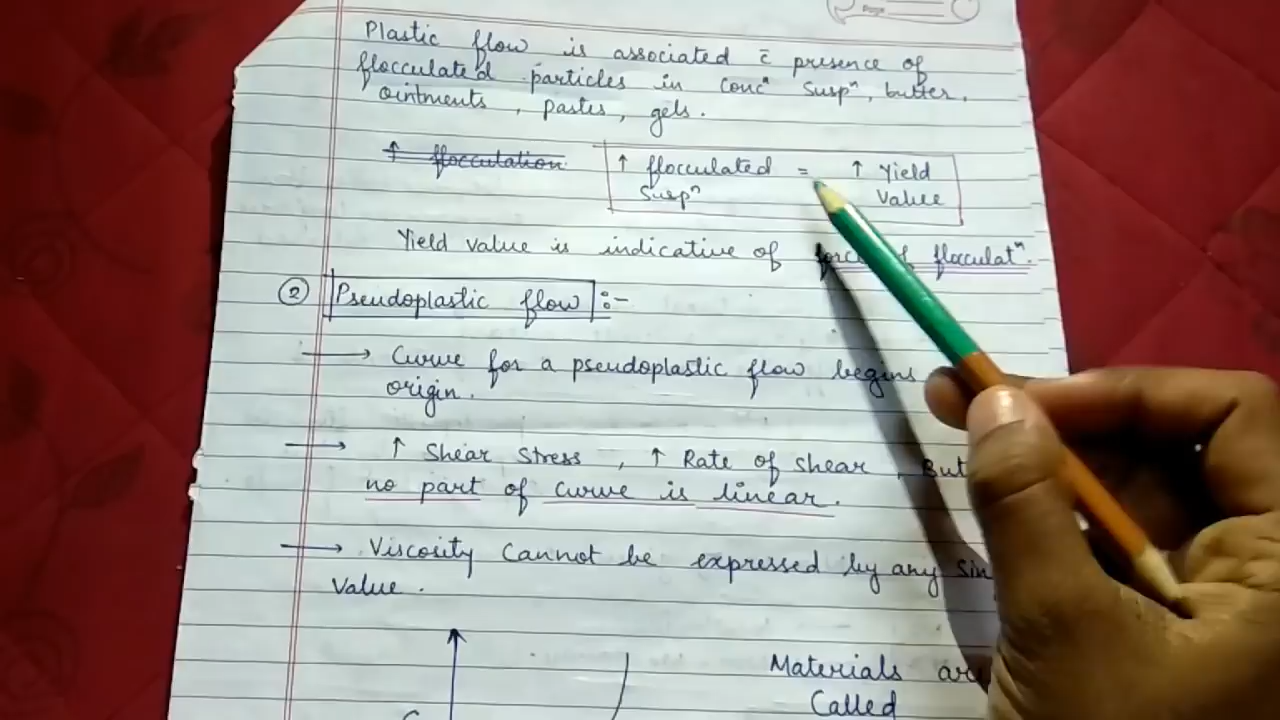 Page
Plastic flow is associated c̄ presence of
flocculated particles in concⁿ Suspⁿ, butter,
ointments, pastes, gels.
↑ flocculation
↑ flocculated = ↑ Yield
Suspⁿ Value
Yield value is indicative of force of flocculatⁿ.
② Pseudoplastic flow :-
→ Curve for a pseudoplastic flow begins
origin.
→ ↑ Shear Stress, ↑ Rate of shear, But
no part of curve is linear.
→ Viscosity Cannot be expressed by any Sin
Value.
Materials are
Called